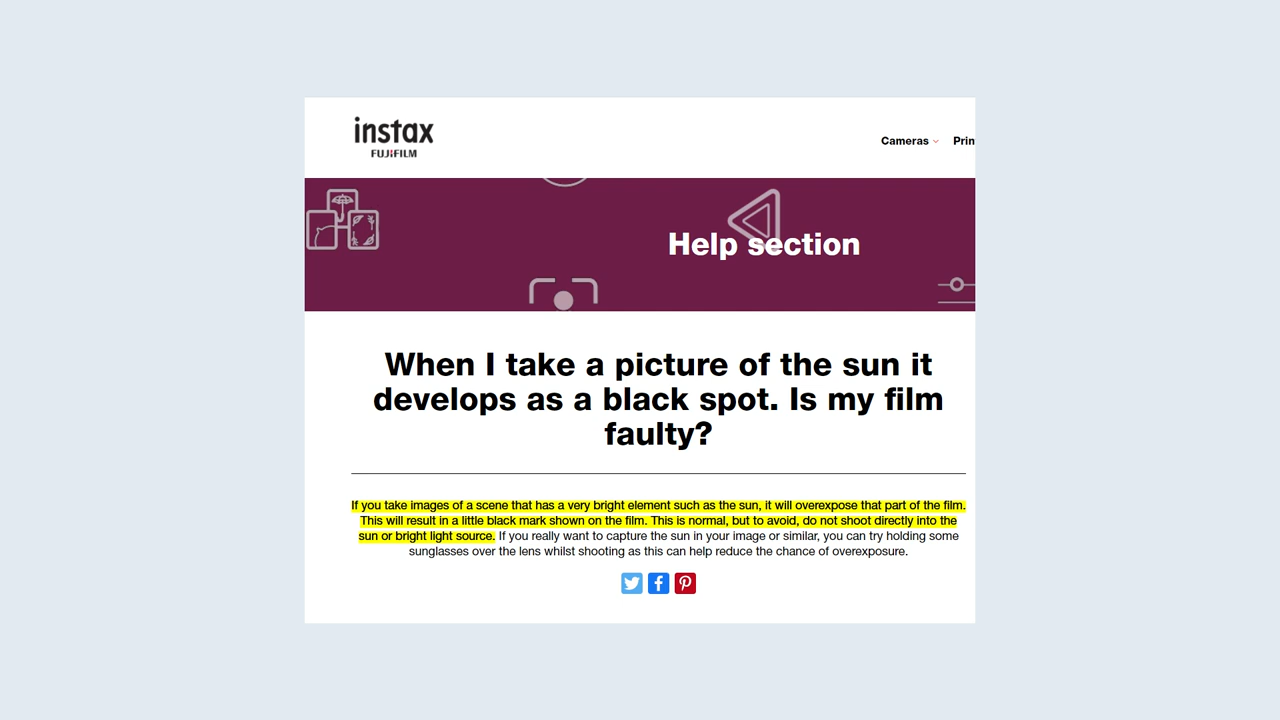 instax
FUJIFILM
Cameras
Prin
Help section
When I take a picture of the sun it
develops as a black spot. Is my film
faulty?
If you take images of a scene that has a very bright element such as the sun, it will overexpose that part of the film.
This will result in a little black mark shown on the film. This is normal, but to avoid, do not shoot directly into the
sun or bright light source. If you really want to capture the sun in your image or similar, you can try holding some
sunglasses over the lens whilst shooting as this can help reduce the chance of overexposure.